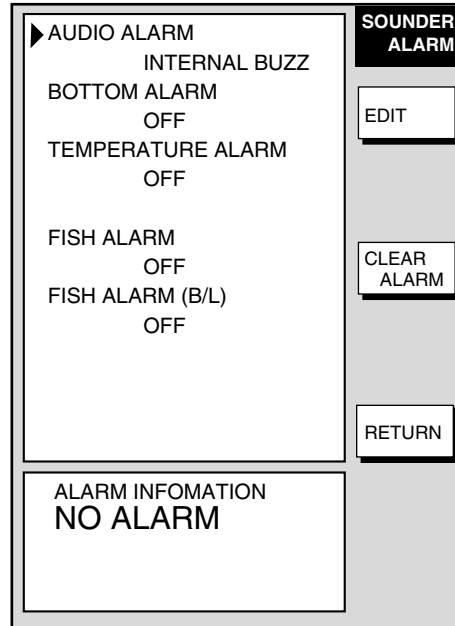 AUDIO ALARM
INTERNAL BUZZ
BOTTOM ALARM
OFF
TEMPERATURE ALARM
OFF
FISH ALARM
OFF
FISH ALARM (B/L)
OFF
ALARM INFOMATION
NO ALARM
SOUNDER
ALARM
EDIT
CLEAR
ALARM
RETURN